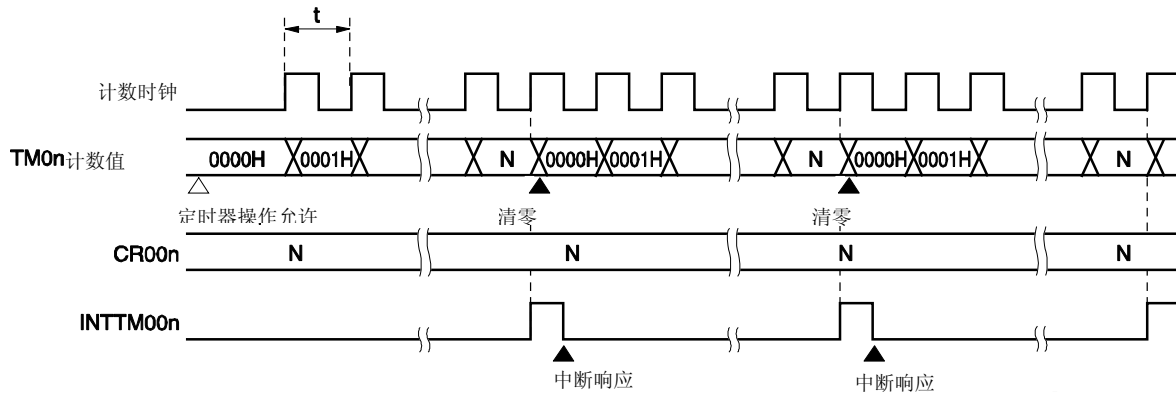 t
计数时钟
TM0n计数值 0000H 0001H N 0000H 0001H N 0000H 0001H N
定时器操作允许 清零 清零
CR00n N N N N
INTTM00n
中断响应 中断响应